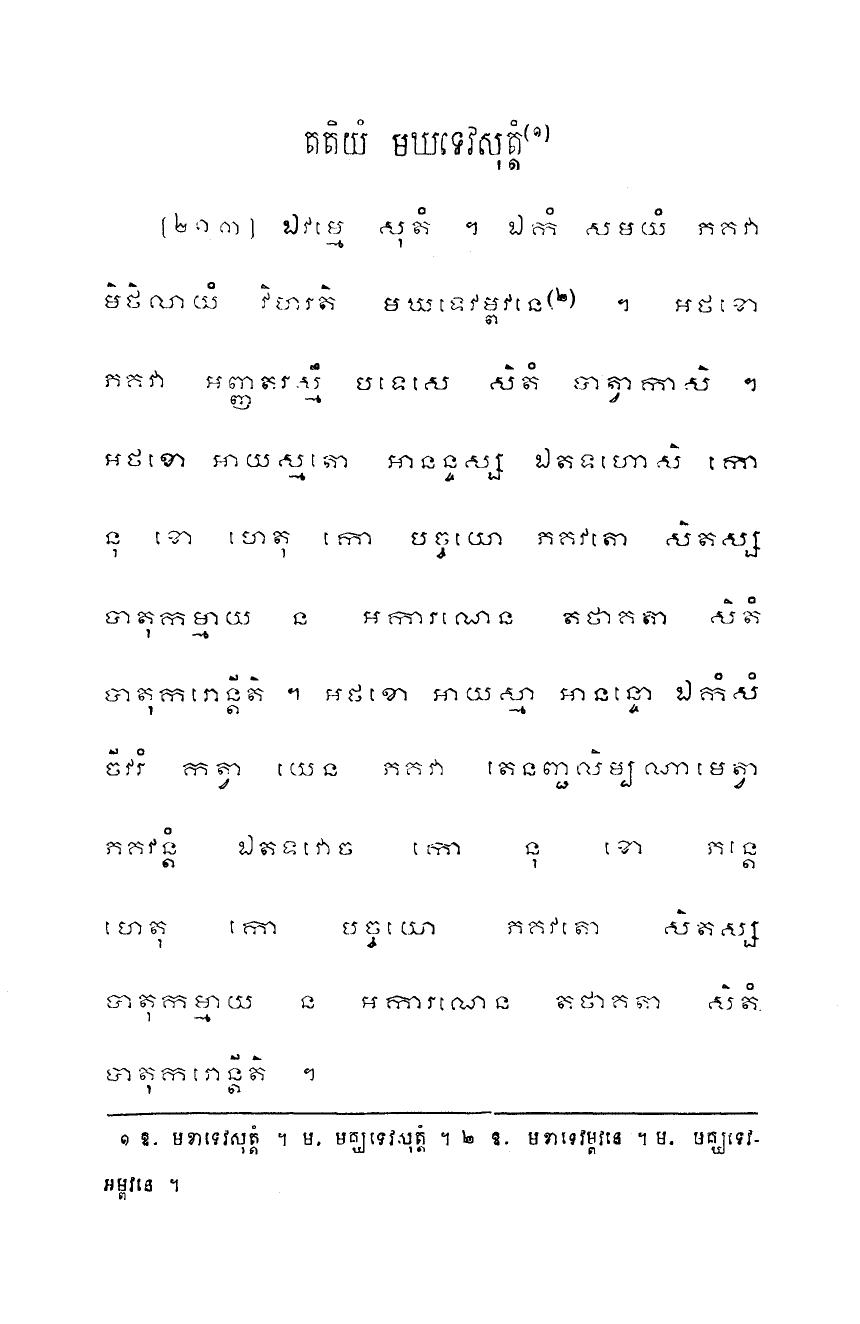 តតិយំ មឃទេវសុត្តំ(១)
[២១៣] ឯវម្មេ សុតំ ។ ឯកំ សមយំ ភគវា
មិថិលាយំ វិហរតិ មឃទេវម្ពវនេ(២) ។ អថខោ
ភគវា អញ្ញតរស្មឹ បទេសេ សិតំ បាត្វាកាសិ ។
អថខោ អាយស្មតោ អានន្ទស្ស ឯតទហោសិ កោ
នុ ខោ ហេតុ កោ បច្ចយោ ភគវតោ សិតស្ស
បាតុកម្មាយ ន អការណេន តថាគតា សិតំ
បាតុករោន្តីតិ ។ អថខោ អាយស្មា អានន្ទោ ឯកំសំ
ចីវរំ កត្វា យេន ភគវា តេនញ្ជលិម្បណាមេត្វា
ភគវន្តំ ឯតទវោច កោ នុ ខោ ភន្តេ
ហេតុ កោ បច្ចយោ ភគវតោ សិតស្ស
បាតុកម្មាយ ន អការណេន តថាគតា សិតំ
បាតុករោន្តីតិ ។
១ ឱ. មខាទេវសុត្តំ ។ ម. មគ្ឃទេវសុត្តំ ។ ២ ឱ. មខាទេវម្ពវនេ ។ ម. មគ្ឃទេវ-
អម្ពវនេ ។